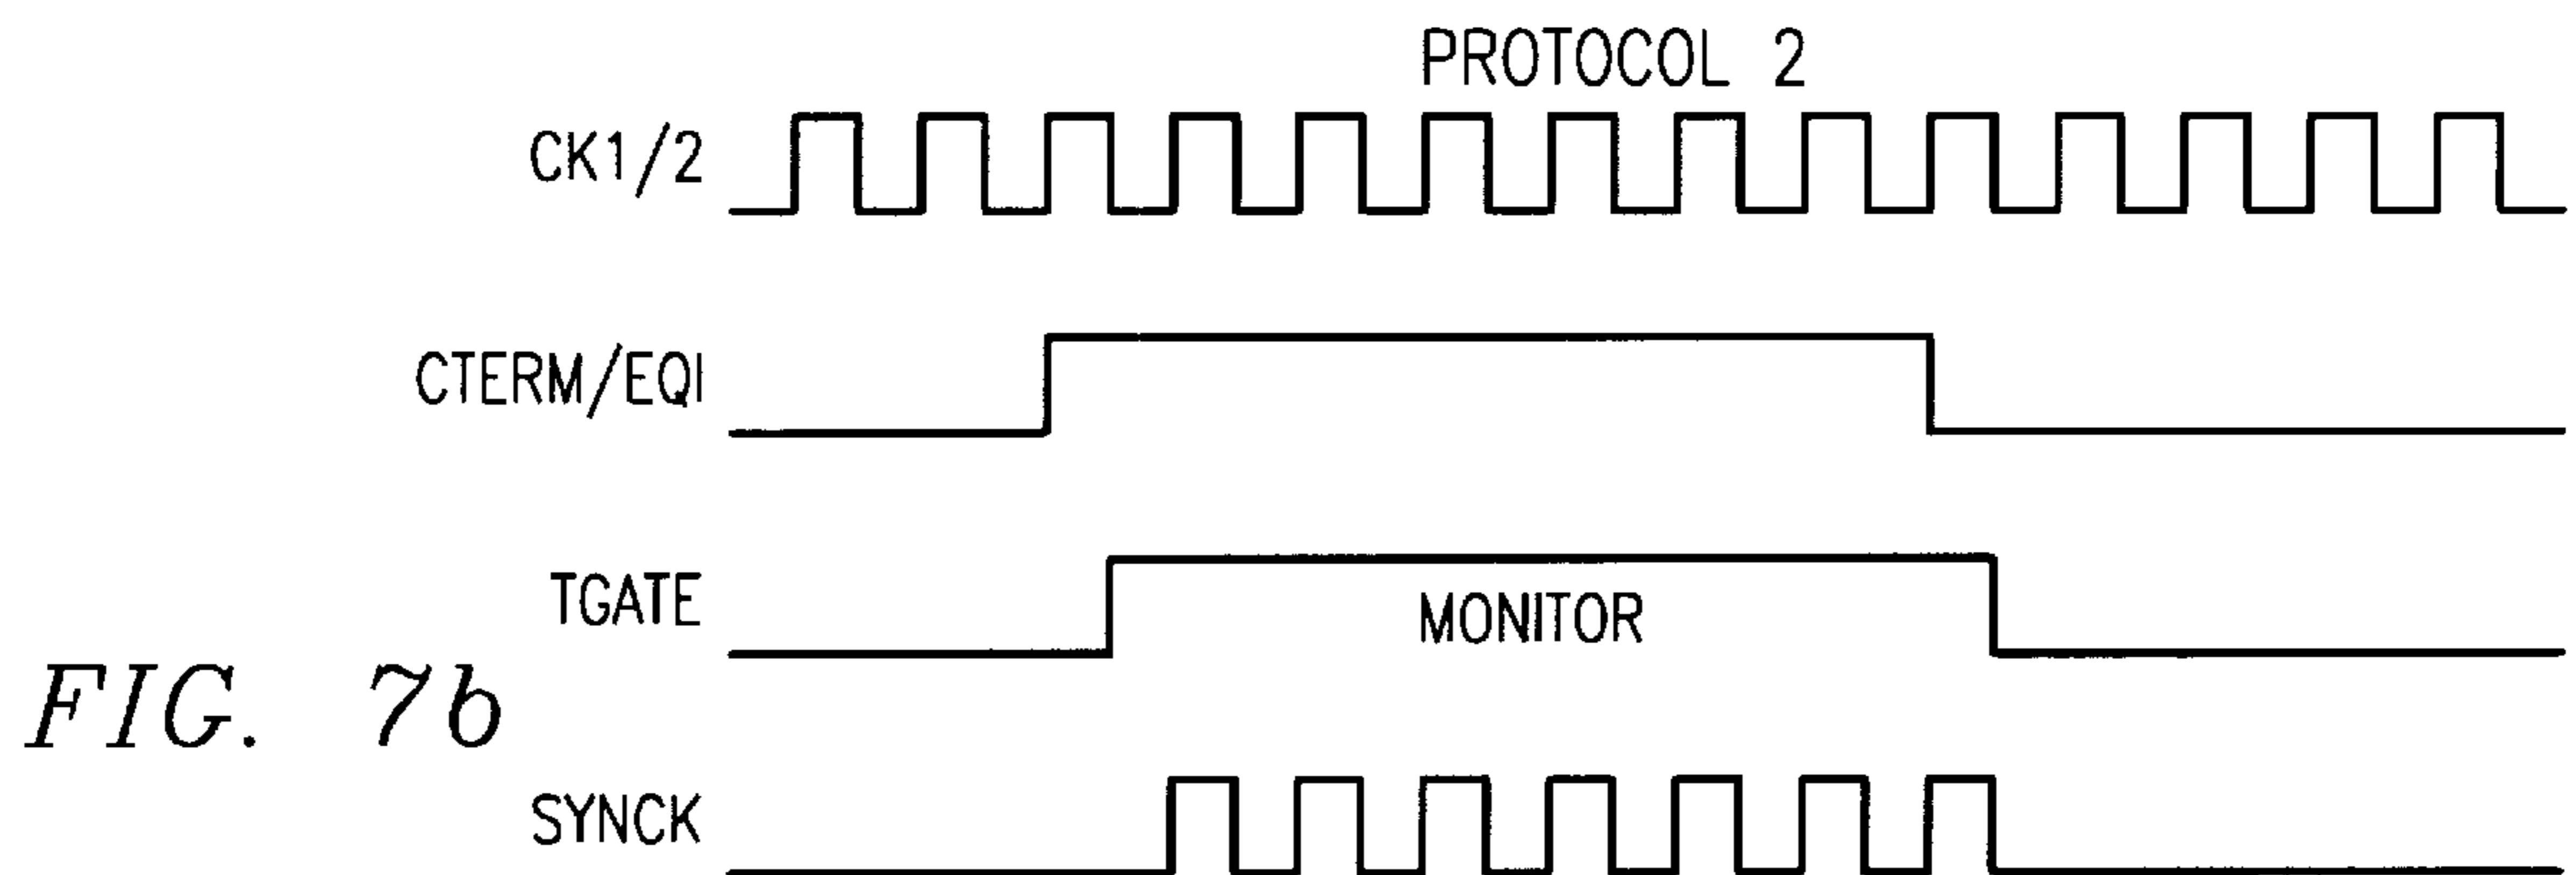 PROTOCOL 2
CK1/2
CTERM/EQI
TGATE
MONITOR
FIG. 7b
SYNCK